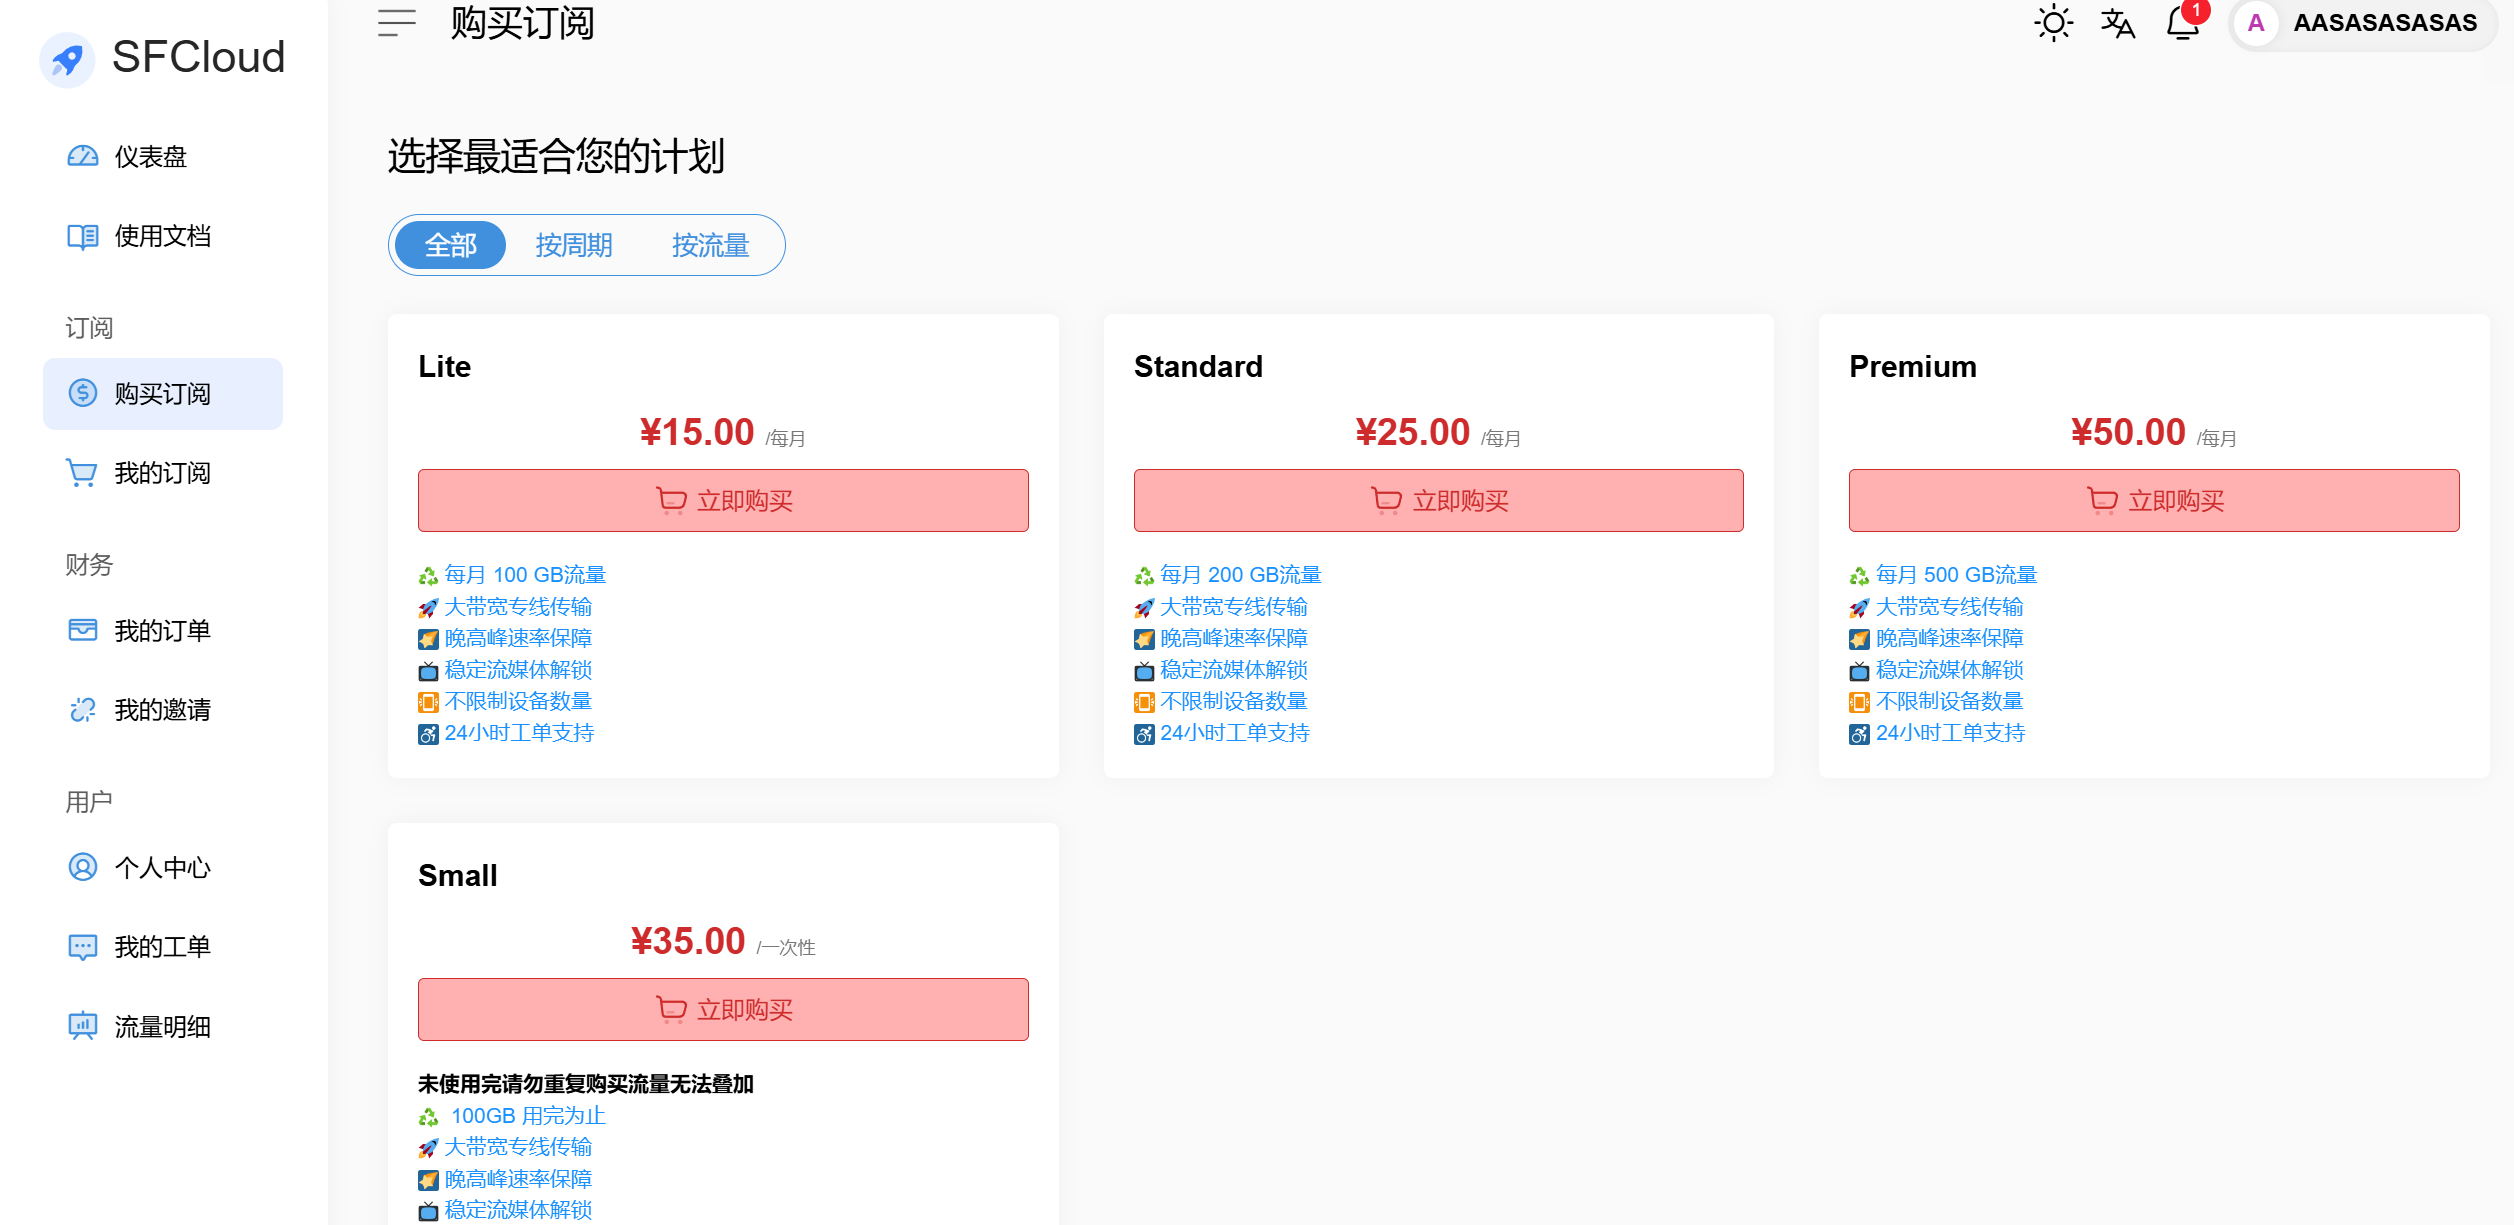 SFCloud
仪表盘
使用文档
订阅
购买订阅
我的订阅
财务
我的订单
我的邀请
用户
个人中心
我的工单
流量明细
购买订阅
文A
1
A
AASASASASAS
选择最适合您的计划
全部
按周期
按流量
Lite
¥15.00 /每月
立即购买
每月 100 GB流量
大带宽专线传输
晚高峰速率保障
稳定流媒体解锁
不限制设备数量
24小时工单支持
Standard
¥25.00 /每月
立即购买
每月 200 GB流量
大带宽专线传输
晚高峰速率保障
稳定流媒体解锁
不限制设备数量
24小时工单支持
Premium
¥50.00 /每月
立即购买
每月 500 GB流量
大带宽专线传输
晚高峰速率保障
稳定流媒体解锁
不限制设备数量
24小时工单支持
Small
¥35.00 /一次性
立即购买
未使用完请勿重复购买流量无法叠加
100GB 用完为止
大带宽专线传输
晚高峰速率保障
稳定流媒体解锁